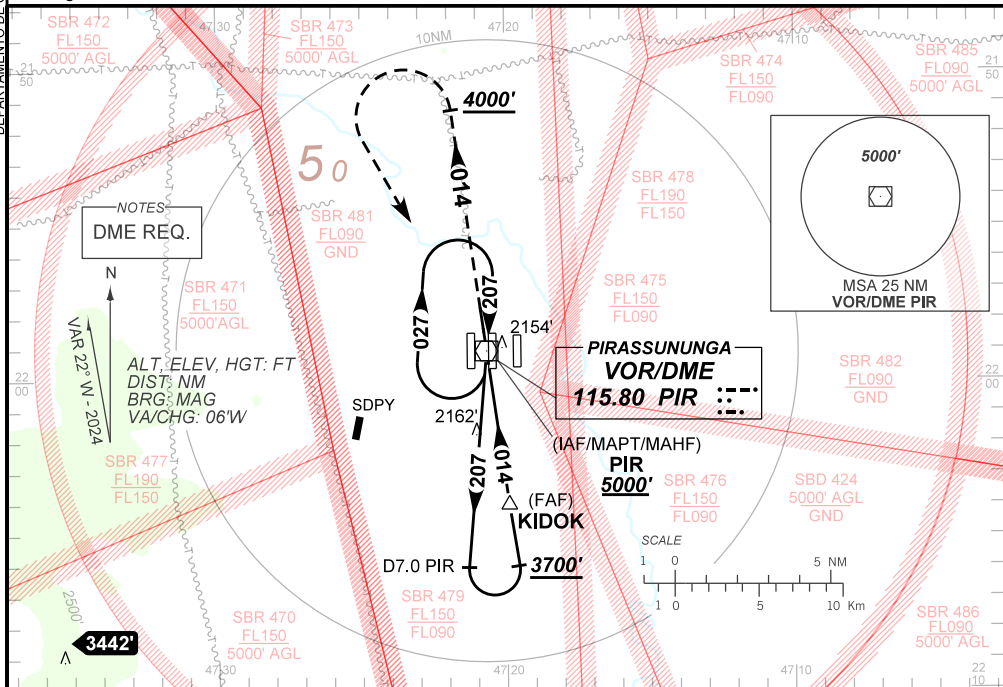 SBR 472
FL150
5000' AGL
47 30
SBR 473
FL150
5000' AGL
10NM
47 20
SBR 474
FL150
FL090
47 10
SBR 485
FL090
5000' AGL
21
50
21
50
4000'
5 0
014
SBR 478
FL190
FL150
5000'
MSA 25 NM
VOR/DME PIR
NOTES
DME REQ.
SBR 481
FL090
GND
N
VAR 22° W - 2024
SBR 471
FL150
5000'AGL
ALT, ELEV, HGT: FT
DIST: NM
BRG: MAG
VA/CHG: 06'W
027
207
SBR 475
FL150
FL090
2154'
PIRASSUNUNGA
VOR/DME
115.80 PIR
SBR 482
FL090
GND
22
00
22
00
SDPY
2162'
(IAF/MAPT/MAHF)
PIR
5000'
SBR 477
FL190
FL150
207
014
(FAF)
KIDOK
SBR 476
FL150
FL090
SBD 424
5000' AGL
GND
SCALE
1 0 5 NM
1 0 5 10 Km
D7.0 PIR
3700'
2500'
3442'
SBR 470
FL150
5000' AGL
SBR 479
FL150
FL090
SBR 486
FL090
5000' AGL
47 30
47 20
47 10
22
10